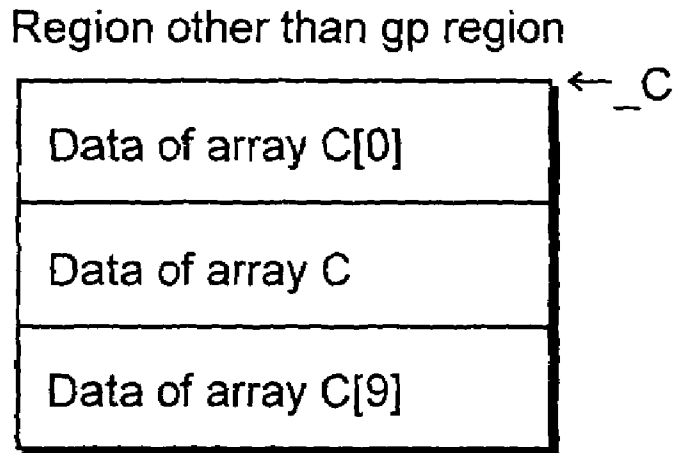 Region other than gp region
←_C
Data of array C[0]
Data of array C
Data of array C[9]